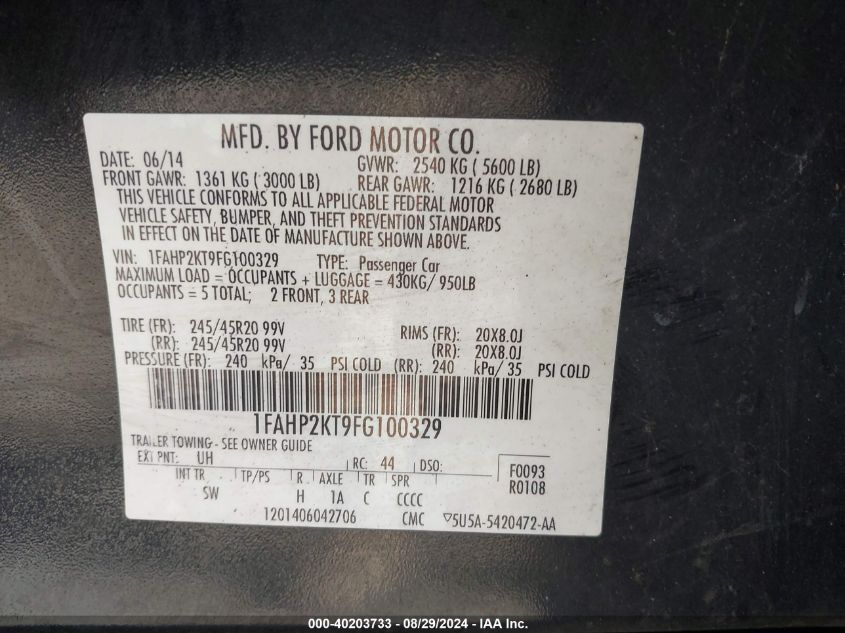 MFD. BY FORD MOTOR CO.
DATE: 06/14 GVWR: 2540 KG ( 5600 LB)
FRONT GAWR: 1361 KG ( 3000 LB) REAR GAWR: 1216 KG ( 2680 LB)
THIS VEHICLE CONFORMS TO ALL APPLICABLE FEDERAL MOTOR
VEHICLE SAFETY, BUMPER, AND THEFT PREVENTION STANDARDS
IN EFFECT ON THE DATE OF MANUFACTURE SHOWN ABOVE.
VIN: 1FAHP2KT9FG100329 TYPE: Passenger Car
MAXIMUM LOAD = OCCUPANTS + LUGGAGE = 430KG/ 950LB
OCCUPANTS = 5 TOTAL; 2 FRONT, 3 REAR
TIRE (FR): 245/45R20 99V RIMS (FR): 20X8.0J
(RR): 245/45R20 99V (RR): 20X8.0J
PRESSURE (FR): 240 kPa/ 35 PSI COLD (RR): 240 kPa/ 35 PSI COLD
1FAHP2KT9FG100329
TRAILER TOWING - SEE OWNER GUIDE
EXT PNT: UH RC: 44 DSO: F0093
R0108
INT TR TP/PS R AXLE TR SPR
SW H 1A C CCCC
1201406042706 CMC ▽5U5A-5420472-AA
000-40203733 - 08/29/2024 - IAA Inc.